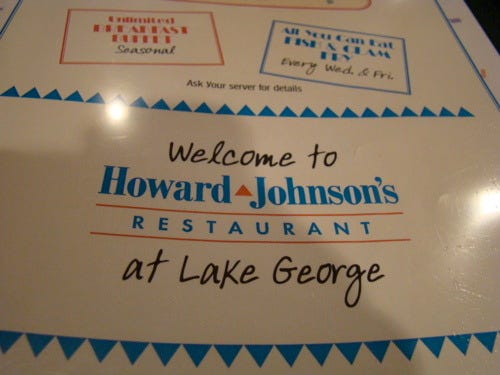 Unlimited
BREAKFAST
BUFFET
Seasonal
All You Can Eat
FISH & CLAM
FRY
Every Wed. & Fri.
Ask your server for details
Welcome to
Howard Johnson's
RESTAURANT
at Lake George